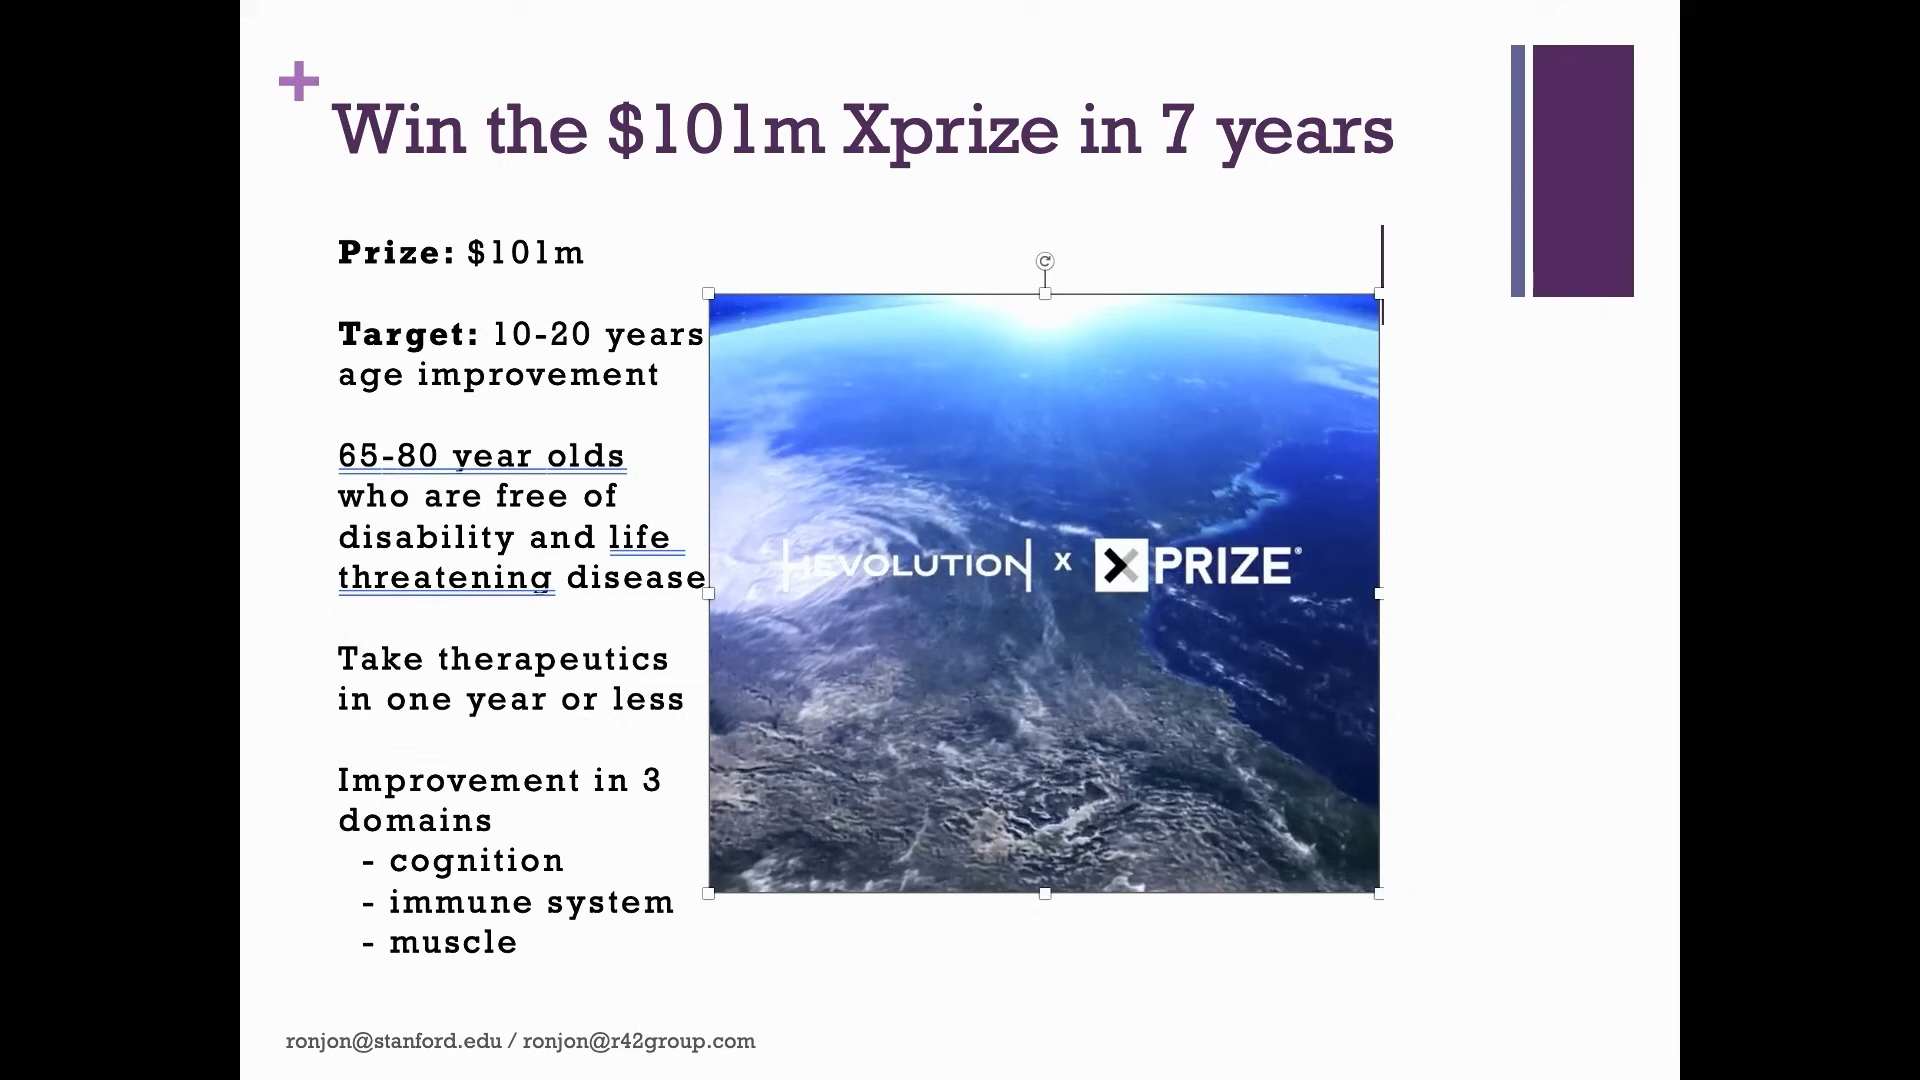 +
Win the $101m Xprize in 7 years
Prize: $101m
Target: 10-20 years
age improvement
65-80 year olds
who are free of
disability and life
threatening disease
Take therapeutics
in one year or less
Improvement in 3
domains
- cognition
- immune system
- muscle
HEVOLUTION x XPRIZE®
ronjon@stanford.edu / ronjon@r42group.com